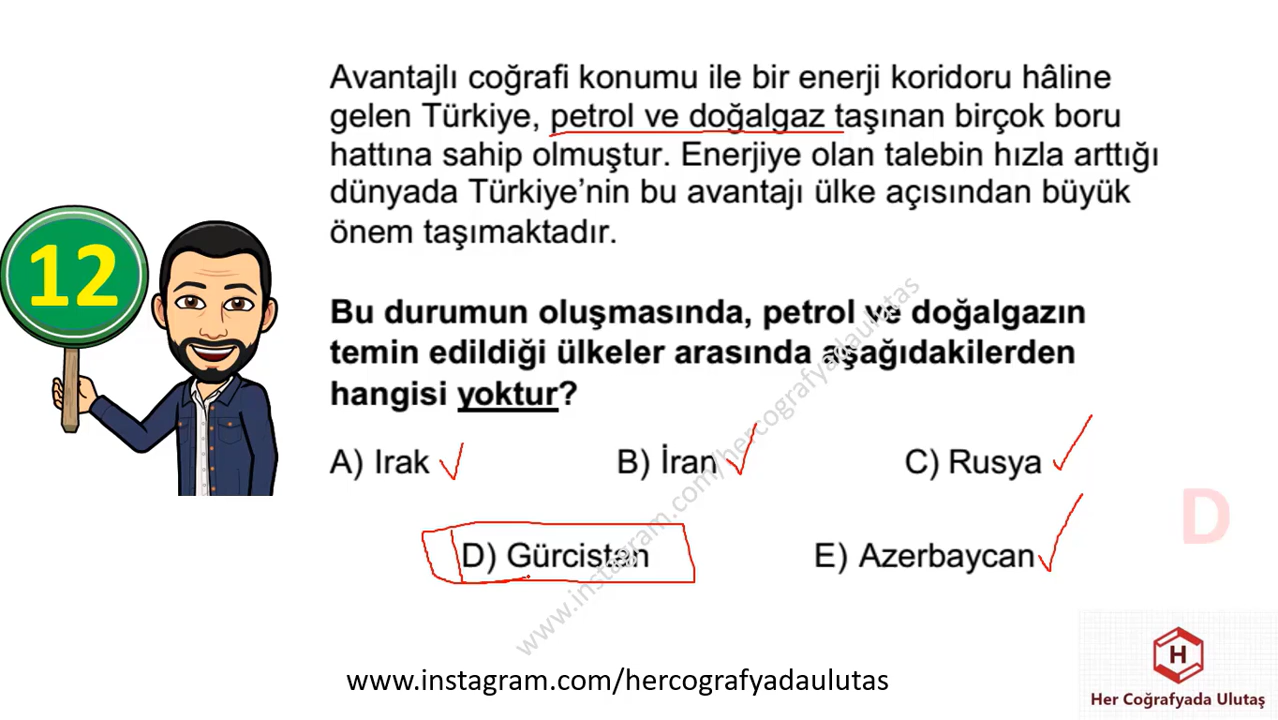 Avantajlı coğrafi konumu ile bir enerji koridoru hâline
gelen Türkiye, petrol ve doğalgaz taşınan birçok boru
hattına sahip olmuştur. Enerjiye olan talebin hızla arttığı
dünyada Türkiye’nin bu avantajı ülke açısından büyük
önem taşımaktadır.
12
Bu durumun oluşmasında, petrol ve doğalgazın
temin edildiği ülkeler arasında aşağıdakilerden
hangisi yoktur?
A) Irak
B) İran
C) Rusya
D) Gürcistan
E) Azerbaycan
D
www.instagram.com/hercografyadaulutas
www.instagram.com/hercografyadaulutas
H
Her Coğrafyada Ulutaş